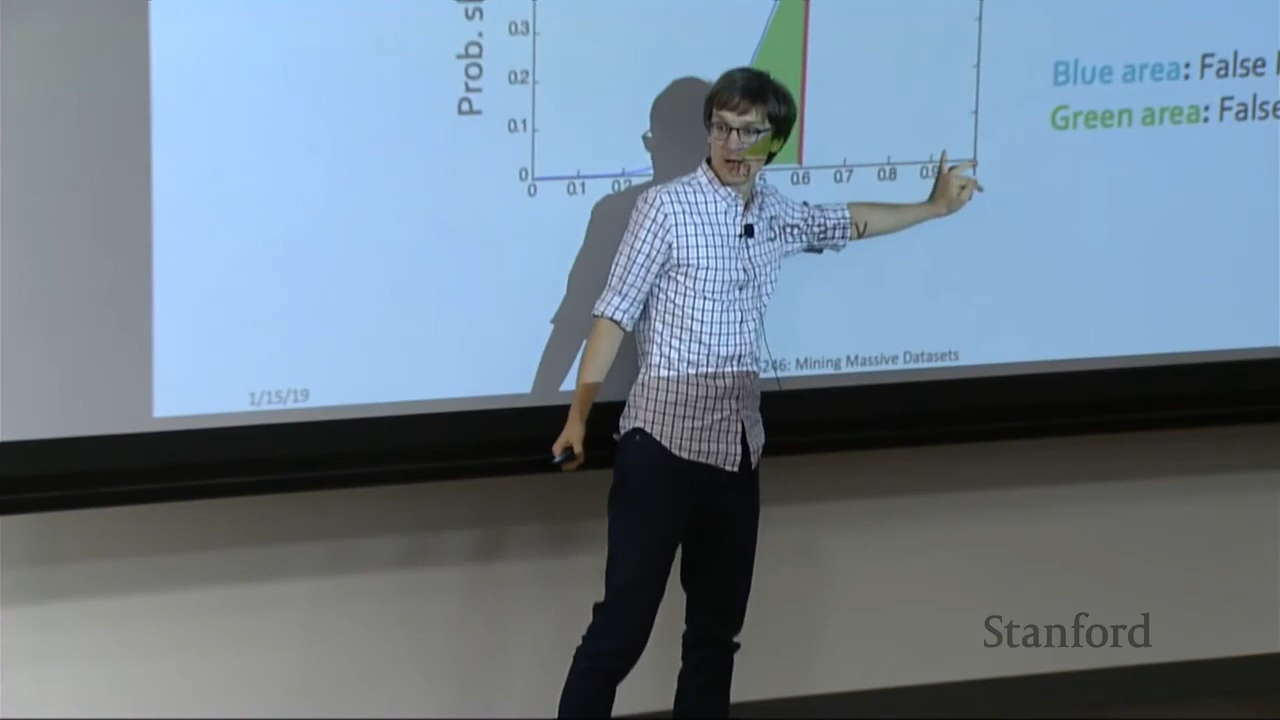 0.3
0.2
0.1
0
0 0.1 0.2 0.6 0.7 0.8
Prob.
Blue area: False
Green area: False
246: Mining Massive Datasets
1/15/19
Stanford